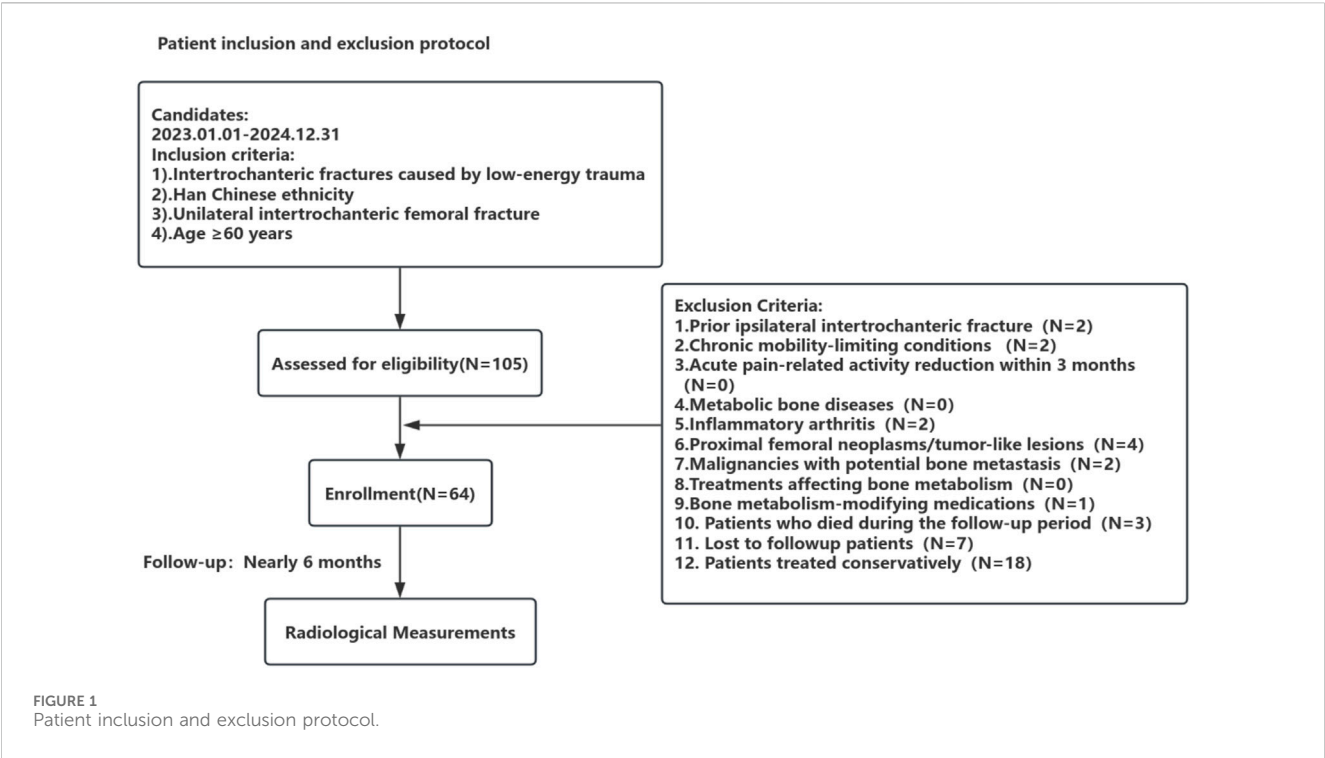 Patient inclusion and exclusion protocol
Candidates:
2023.01.01-2024.12.31
Inclusion criteria:
1).Intertrochanteric fractures caused by low-energy trauma
2).Han Chinese ethnicity
3).Unilateral intertrochanteric femoral fracture
4).Age ≥60 years
Assessed for eligibility(N=105)
Exclusion Criteria:
1.Prior ipsilateral intertrochanteric fracture (N=2)
2.Chronic mobility-limiting conditions (N=2)
3.Acute pain-related activity reduction within 3 months
(N=0)
4.Metabolic bone diseases (N=0)
5.Inflammatory arthritis (N=2)
6.Proximal femoral neoplasms/tumor-like lesions (N=4)
7.Malignancies with potential bone metastasis (N=2)
8.Treatments affecting bone metabolism (N=0)
9.Bone metabolism-modifying medications (N=1)
10. Patients who died during the follow-up period (N=3)
11. Lost to followup patients (N=7)
12. Patients treated conservatively (N=18)
Enrollment(N=64)
Follow-up: Nearly 6 months
Radiological Measurements
FIGURE 1
Patient inclusion and exclusion protocol.